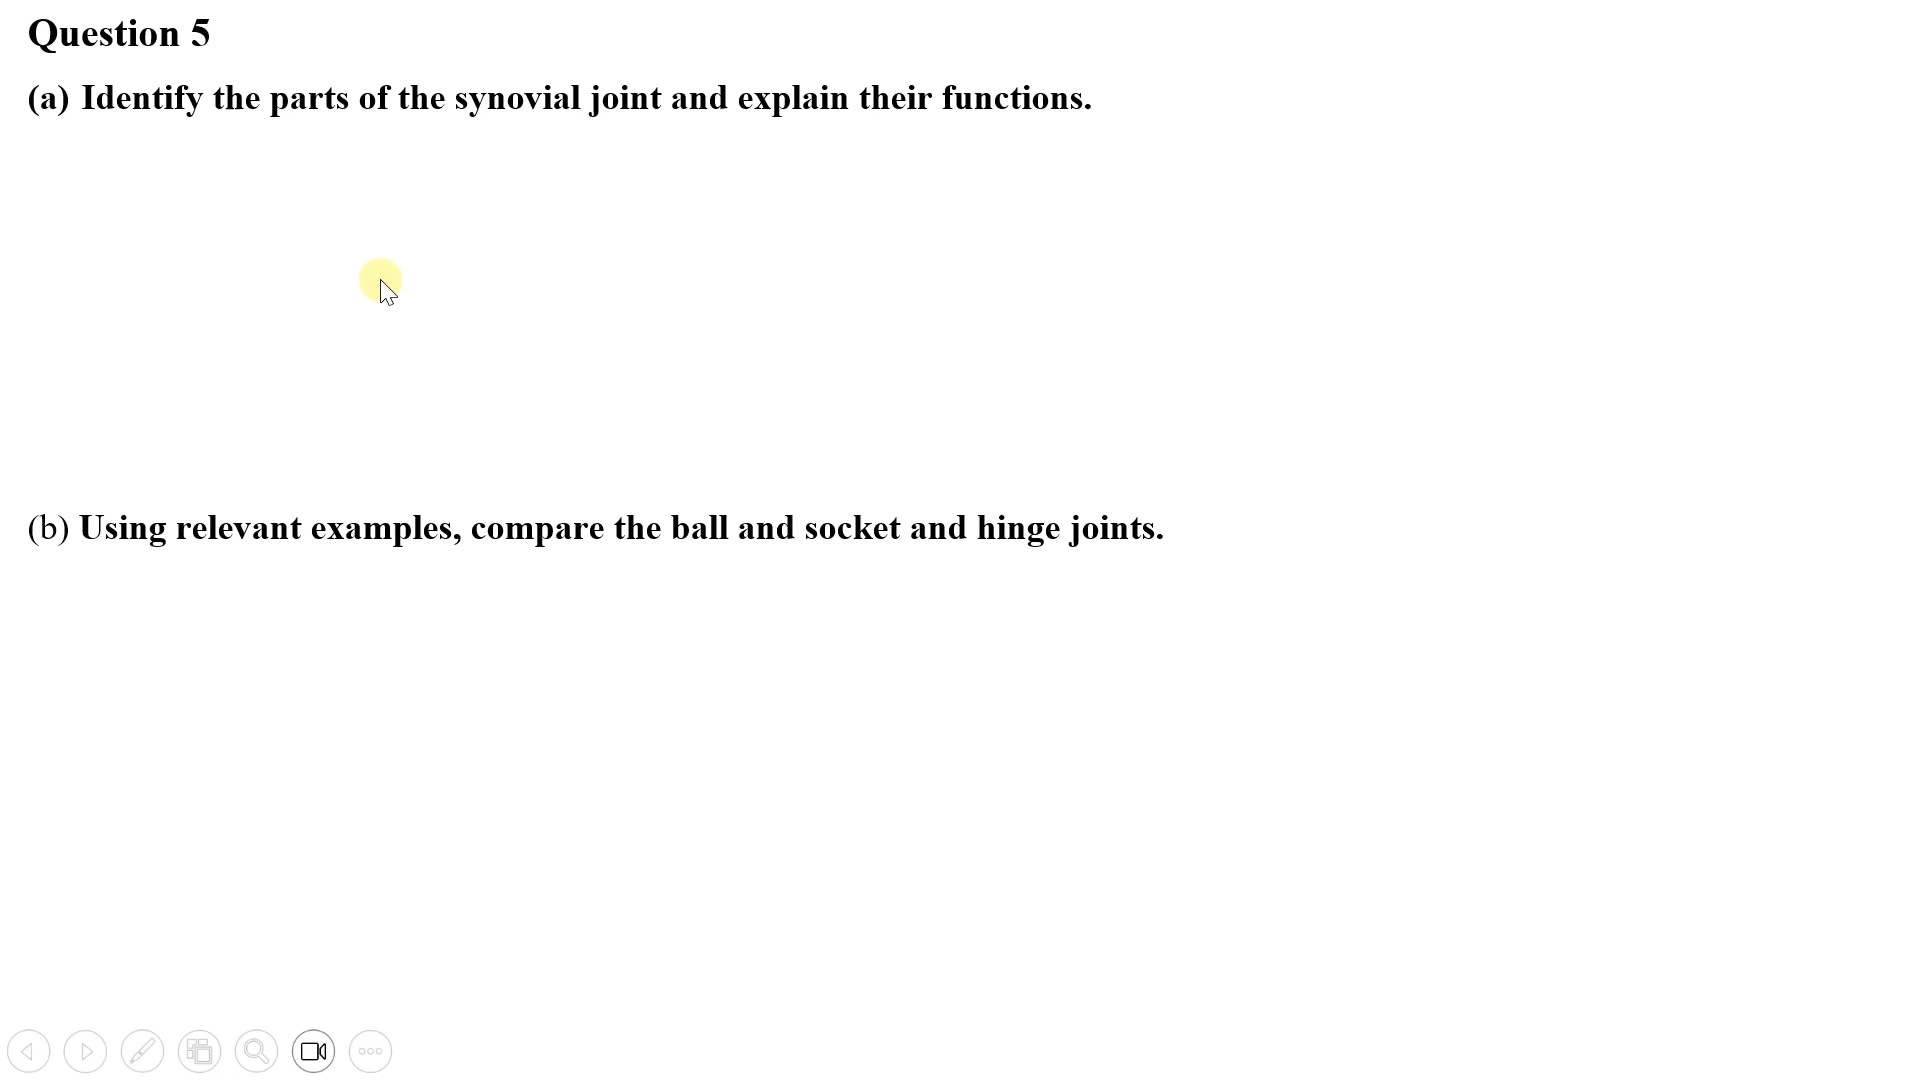 Question 5
(a) Identify the parts of the synovial joint and explain their functions.
(b) Using relevant examples, compare the ball and socket and hinge joints.